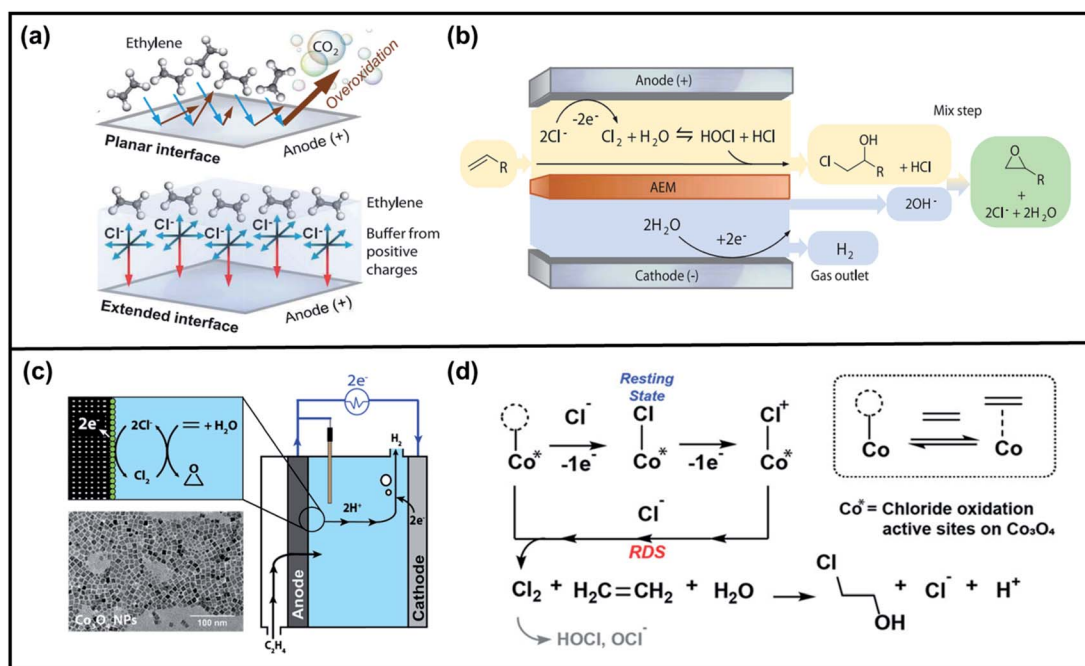 (a)
Ethylene
CO₂
Overoxidation
Planar interface
Anode (+)
Ethylene
Cl⁻ Cl⁻ Cl⁻ Cl⁻ Cl⁻
Buffer from
positive
charges
Extended interface
Anode (+)
(b)
Anode (+)
-2e⁻
2Cl⁻ Cl₂ + H₂O ⇋ HOCl + HCl
R
AEM
2H₂O
+2e⁻
Cathode (-)
Mix step
OH
Cl
R
+ HCl
2OH⁻
H₂
Gas outlet
O
R
+
2Cl⁻ + 2H₂O
(c)
2e⁻
2Cl⁻
+ H₂O
Cl₂
O
Co₃O₄ NPs
100 nm
2e⁻
H₂
2H⁺
2e⁻
Anode
Cathode
C₂H₄
(d)
Resting
State
Cl⁻
-1e⁻
Cl
-1e⁻
Cl⁺
Co* Co* Co*
Cl⁻
RDS
Cl₂ + H₂C=CH₂ + H₂O → Cl OH + Cl⁻ + H⁺
HOCl, OCl⁻
Co Co
Co* = Chloride oxidation
active sites on Co₃O₄